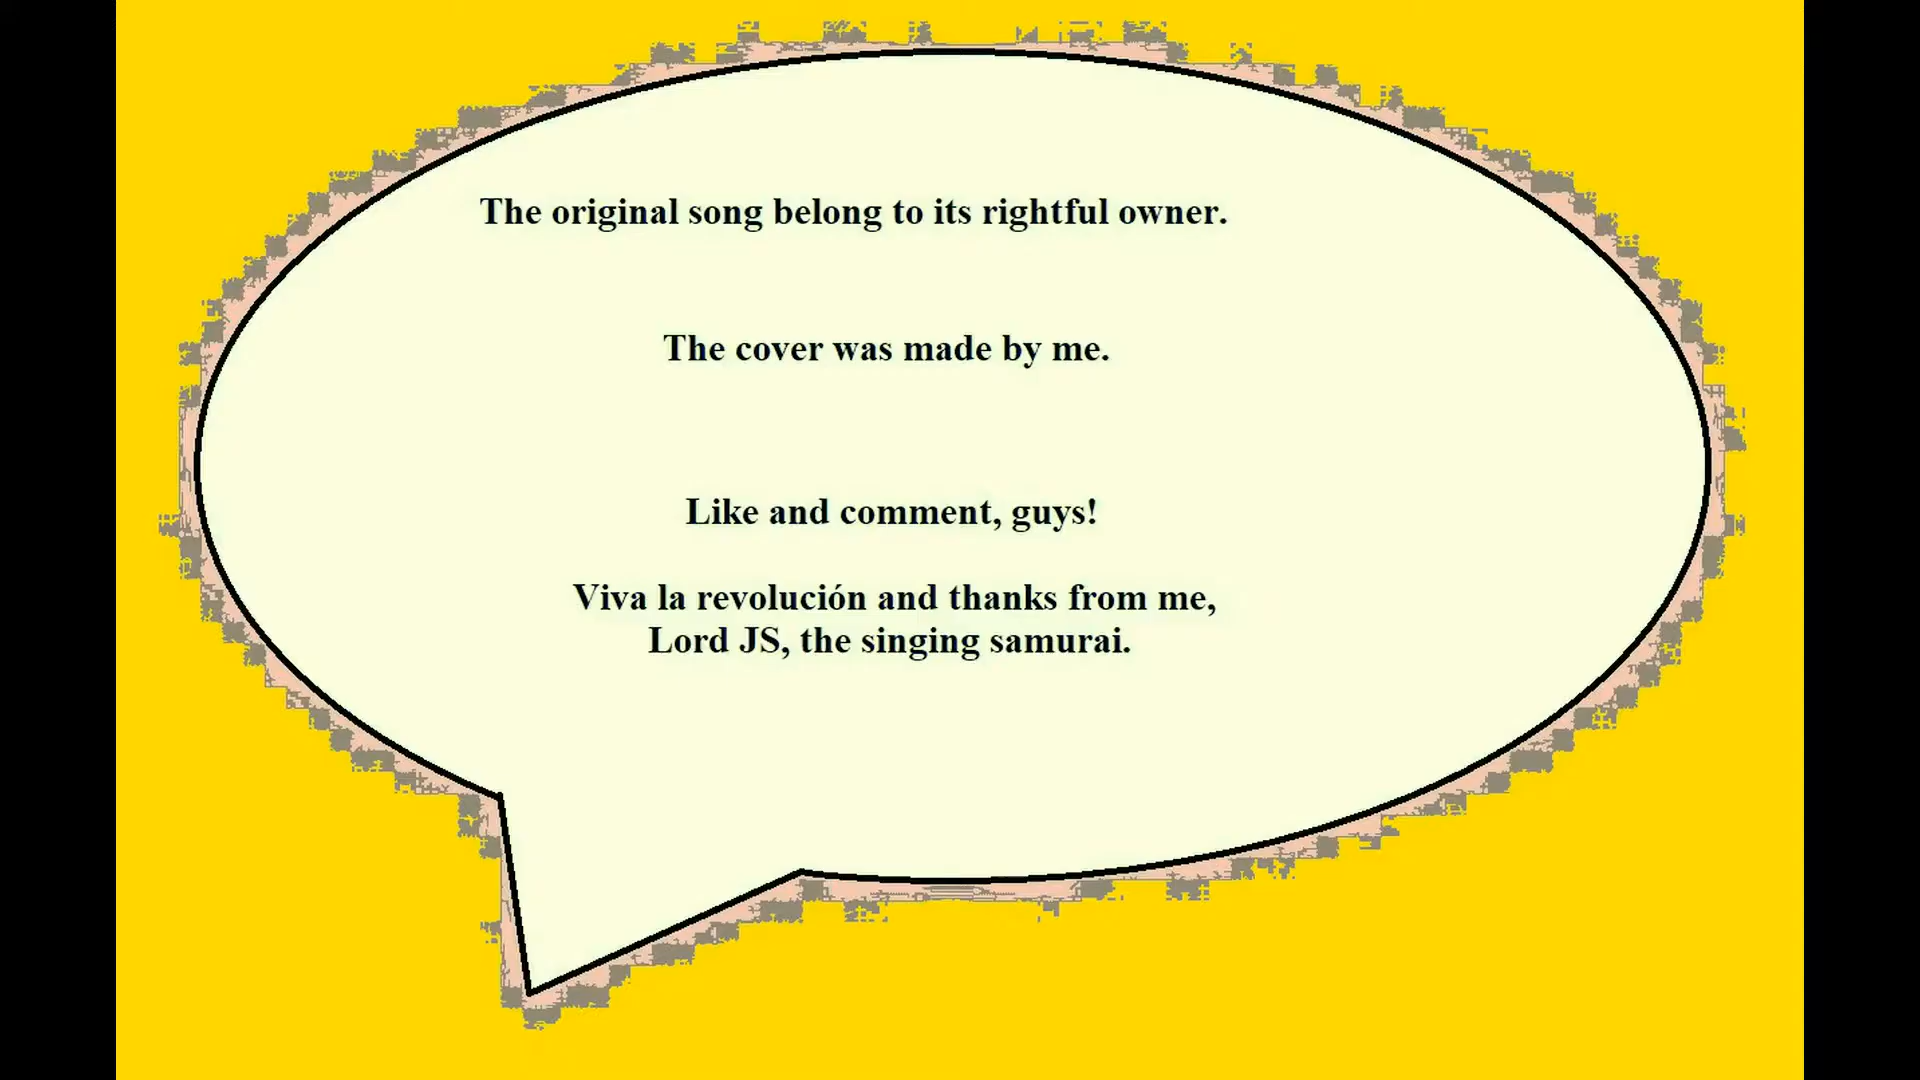 The original song belong to its rightful owner.
The cover was made by me.
Like and comment, guys!
Viva la revolución and thanks from me,
Lord JS, the singing samurai.